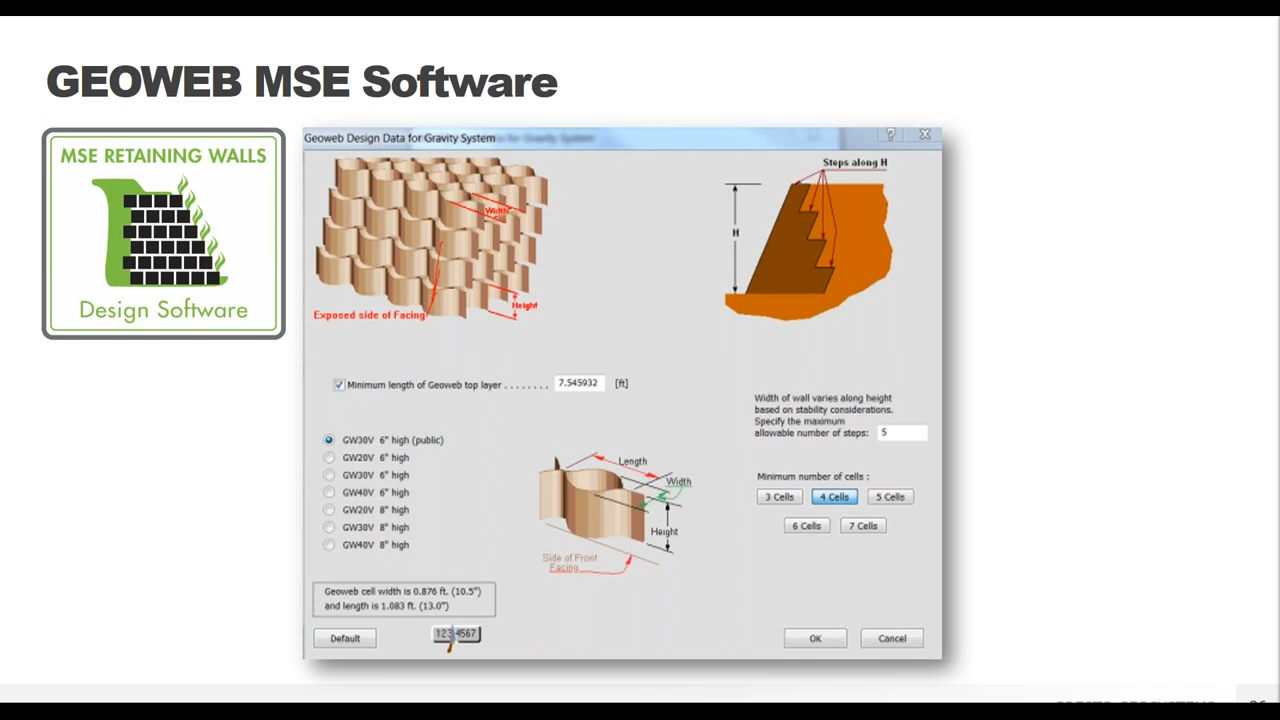 GEOWEB MSE Software
MSE RETAINING WALLS
Design Software
Geoweb Design Data for Gravity System
Steps along H
Width
H
Height
Exposed side of Facing
Minimum length of Geoweb top layer . . . . . . . . 7.545932 [ft]
Width of wall varies along height
based on stability considerations.
Specify the maximum
allowable number of steps: 5
GW30V 6" high (public)
GW20V 6" high
GW30V 6" high
GW40V 6" high
GW20V 8" high
GW30V 8" high
GW40V 8" high
Length
Width
Height
Side of Front
Facing
Minimum number of cells :
3 Cells 4 Cells 5 Cells
6 Cells 7 Cells
Geoweb cell width is 0.876 ft. (10.5")
and length is 1.083 ft. (13.0")
Default 1234567 OK Cancel